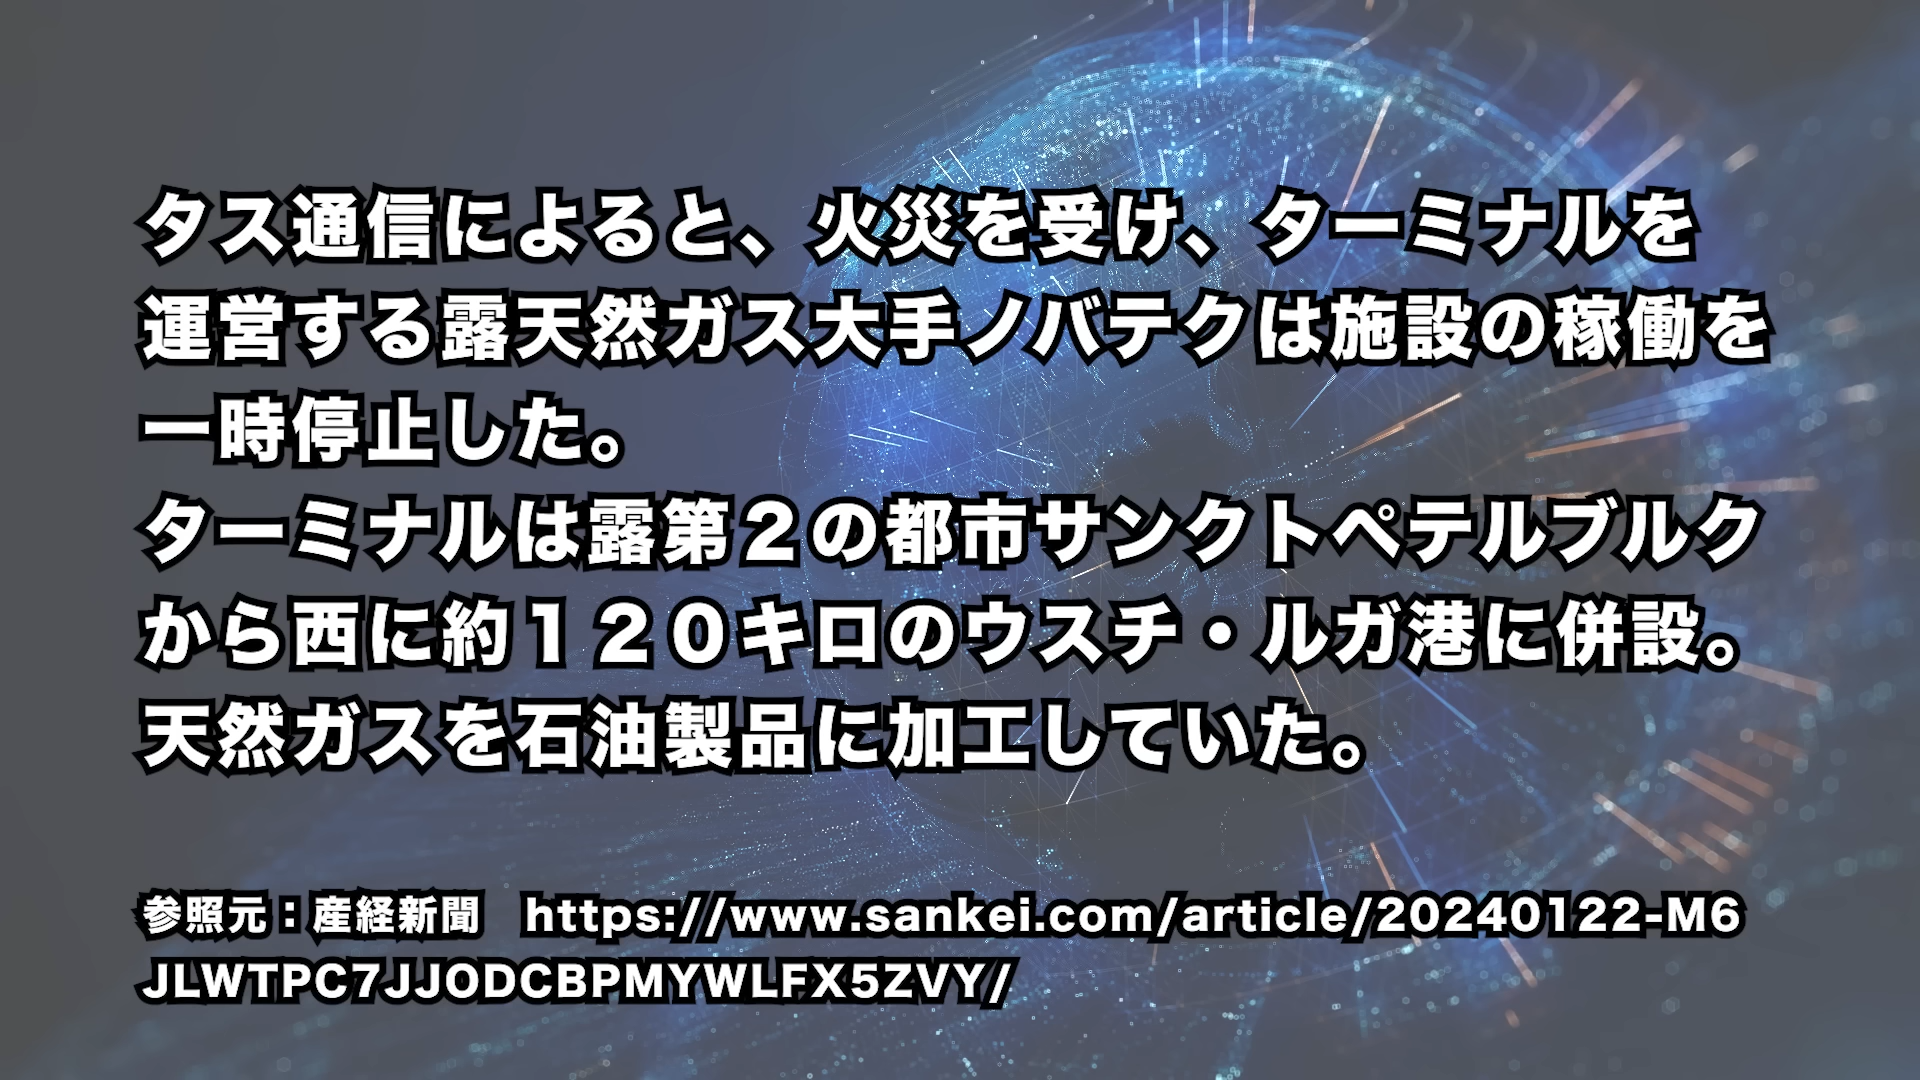 タス通信によると、火災を受け、ターミナルを
運営する露天然ガス大手ノバテクは施設の稼働を
一時停止した。
ターミナルは露第２の都市サンクトペテルブルク
から西に約１２０キロのウスチ・ルガ港に併設。
天然ガスを石油製品に加工していた。
参照元：産経新聞　https://www.sankei.com/article/20240122-M6
JLWTPC7JJODCBPMYWLFX5ZVY/